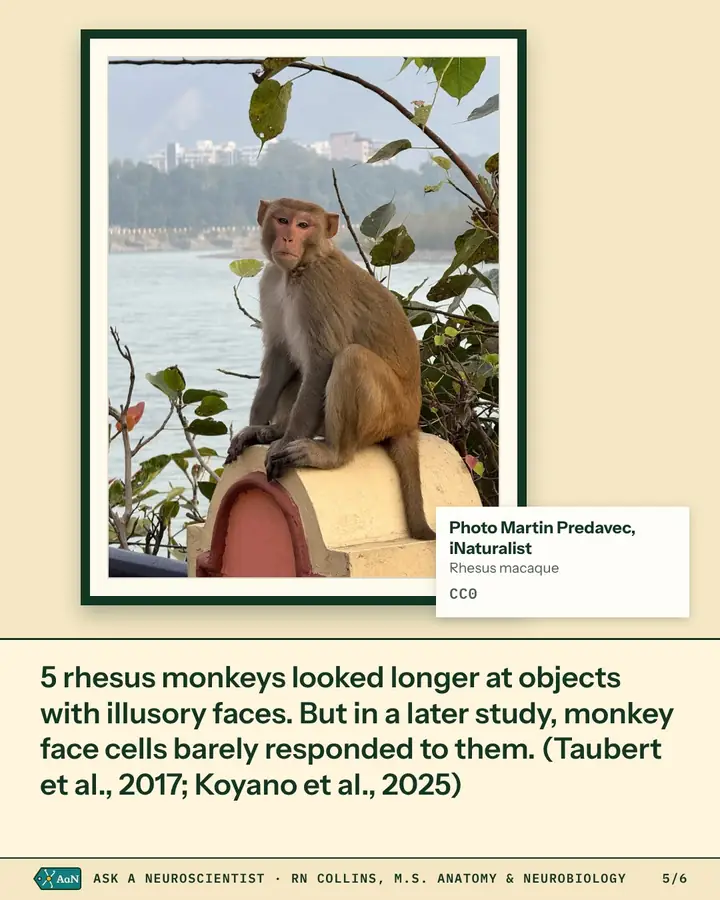 Photo Martin Predavec,
iNaturalist
Rhesus macaque
CC0
5 rhesus monkeys looked longer at objects
with illusory faces. But in a later study, monkey
face cells barely responded to them. (Taubert
et al., 2017; Koyano et al., 2025)
AaN
ASK A NEUROSCIENTIST · RN COLLINS, M.S. ANATOMY & NEUROBIOLOGY
5/6